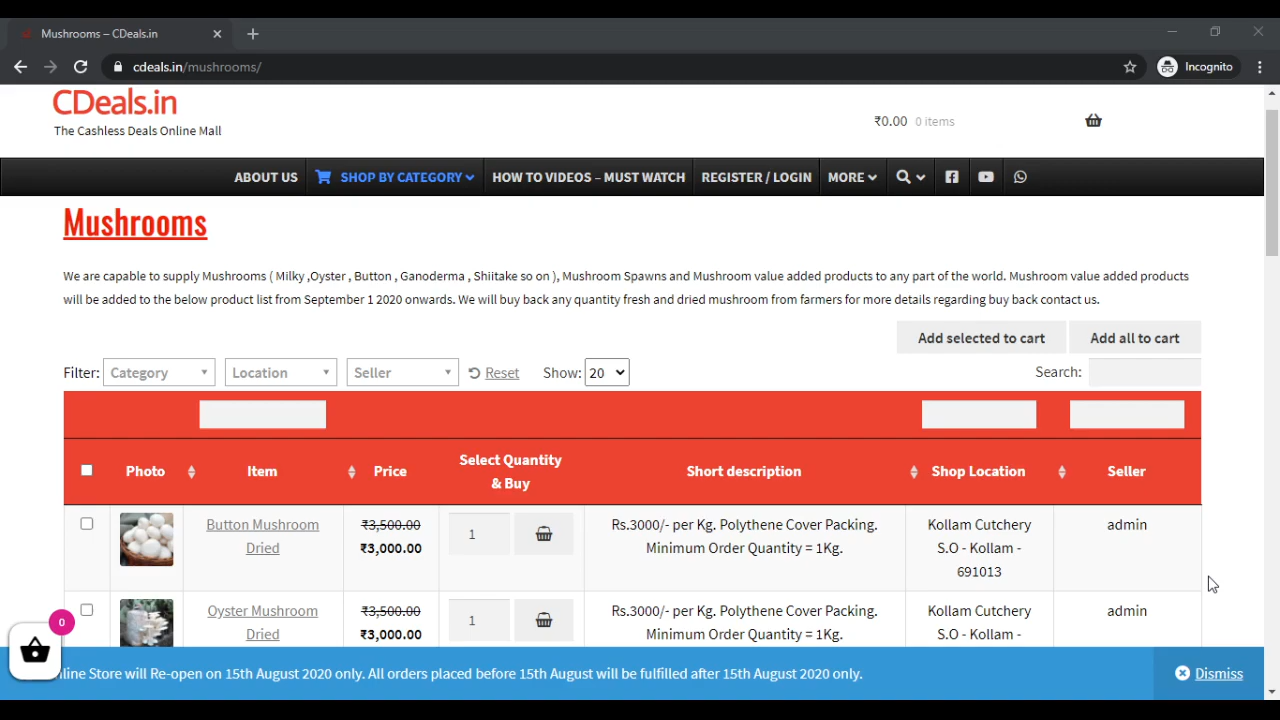 Mushrooms – CDeals.in
cdeals.in/mushrooms/
Incognito
CDeals.in
The Cashless Deals Online Mall
₹0.00 0 items
ABOUT US SHOP BY CATEGORY HOW TO VIDEOS – MUST WATCH REGISTER / LOGIN MORE
Mushrooms
We are capable to supply Mushrooms ( Milky ,Oyster , Button , Ganoderma , Shiitake so on ), Mushroom Spawns and Mushroom value added products to any part of the world. Mushroom value added products
will be added to the below product list from September 1 2020 onwards. We will buy back any quantity fresh and dried mushroom from farmers for more details regarding buy back contact us.
Add selected to cart Add all to cart
Filter: Category Location Seller Reset Show: 20 Search:
Photo Item Price Select Quantity & Buy Short description Shop Location Seller
Button Mushroom Dried
₹3,500.00
₹3,000.00
1
Rs.3000/- per Kg. Polythene Cover Packing.
Minimum Order Quantity = 1Kg.
Kollam Cutchery
S.O - Kollam -
691013
admin
Oyster Mushroom
Dried
₹3,500.00
₹3,000.00
1
Rs.3000/- per Kg. Polythene Cover Packing.
Minimum Order Quantity = 1Kg.
Kollam Cutchery
S.O - Kollam -
admin
0
Store will Re-open on 15th August 2020 only. All orders placed before 15th August will be fulfilled after 15th August 2020 only.
Dismiss